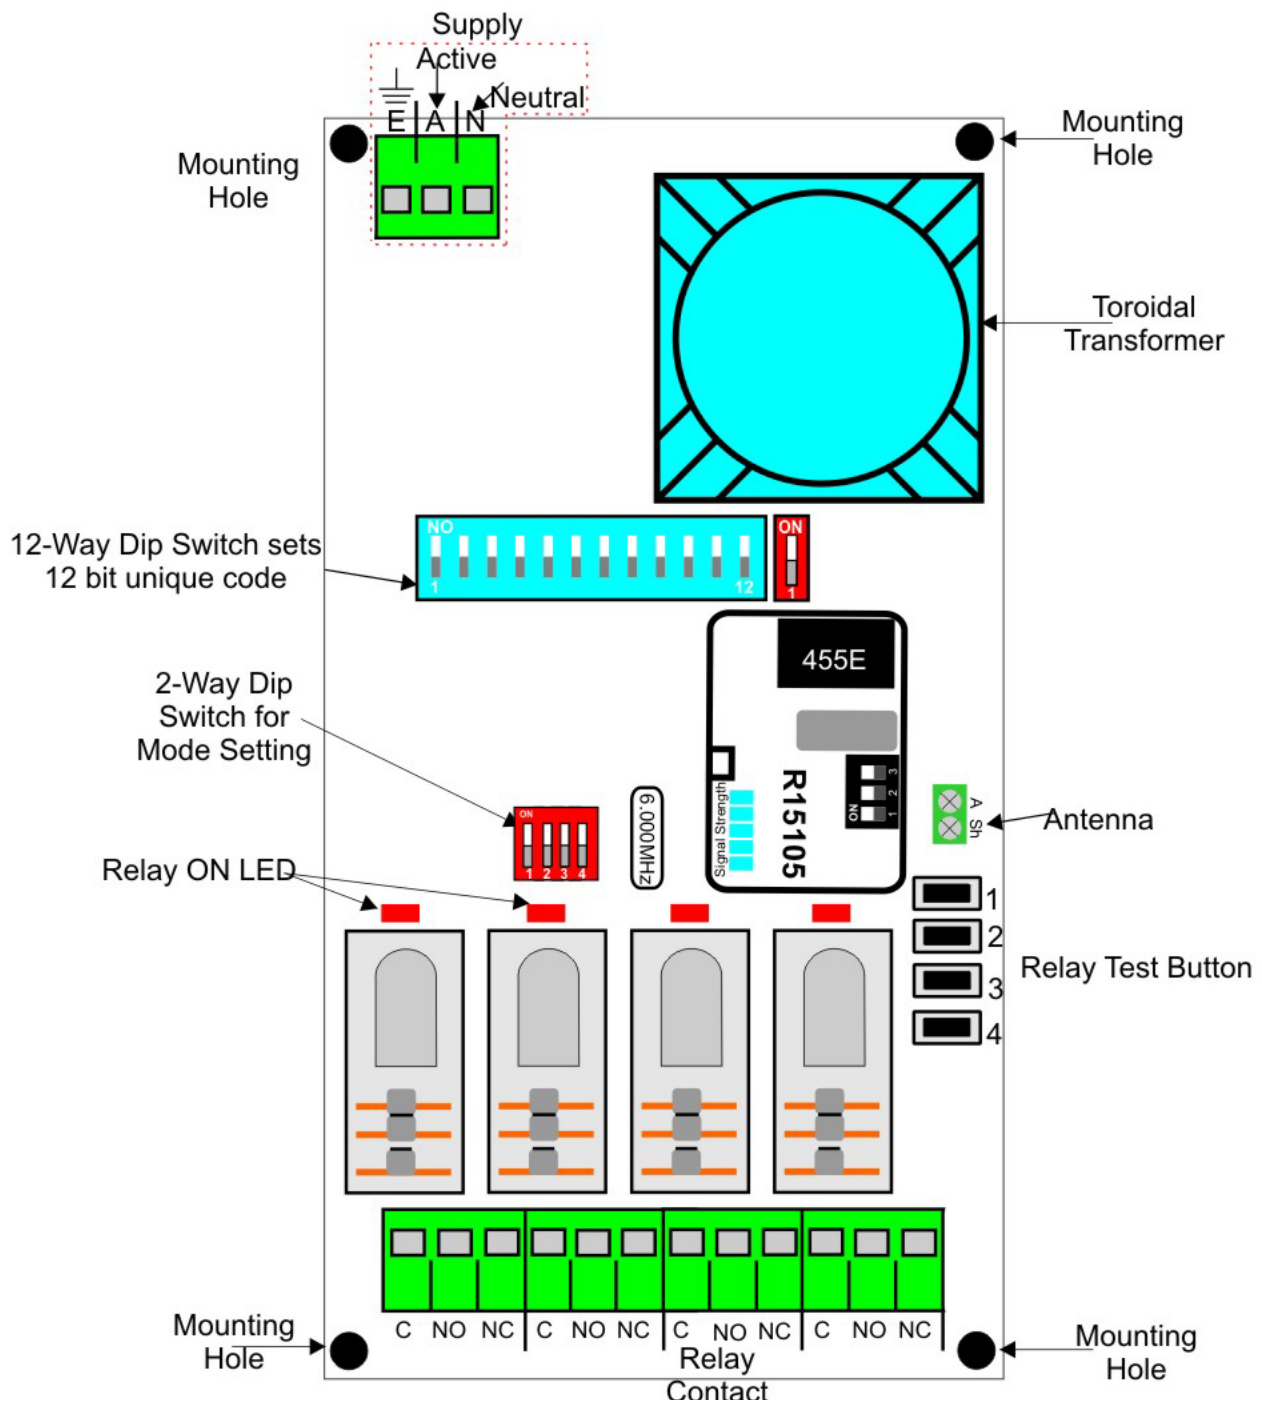 Supply
Active
Neutral
E A N
Mounting
Hole
Mounting
Hole
Toroidal
Transformer
12-Way Dip Switch sets
12 bit unique code
NO
1 12
ON
1
455E
2-Way Dip
Switch for
Mode Setting
ON
1 2 3 4
6.000MHz
Signal Strength
R15105
ON
1 2 3
A Sh
Antenna
Relay ON LED
1
2
3
4
Relay Test Button
C NO NC C NO NC C NO NC C NO NC
Relay
Contact
Mounting
Hole
Mounting
Hole